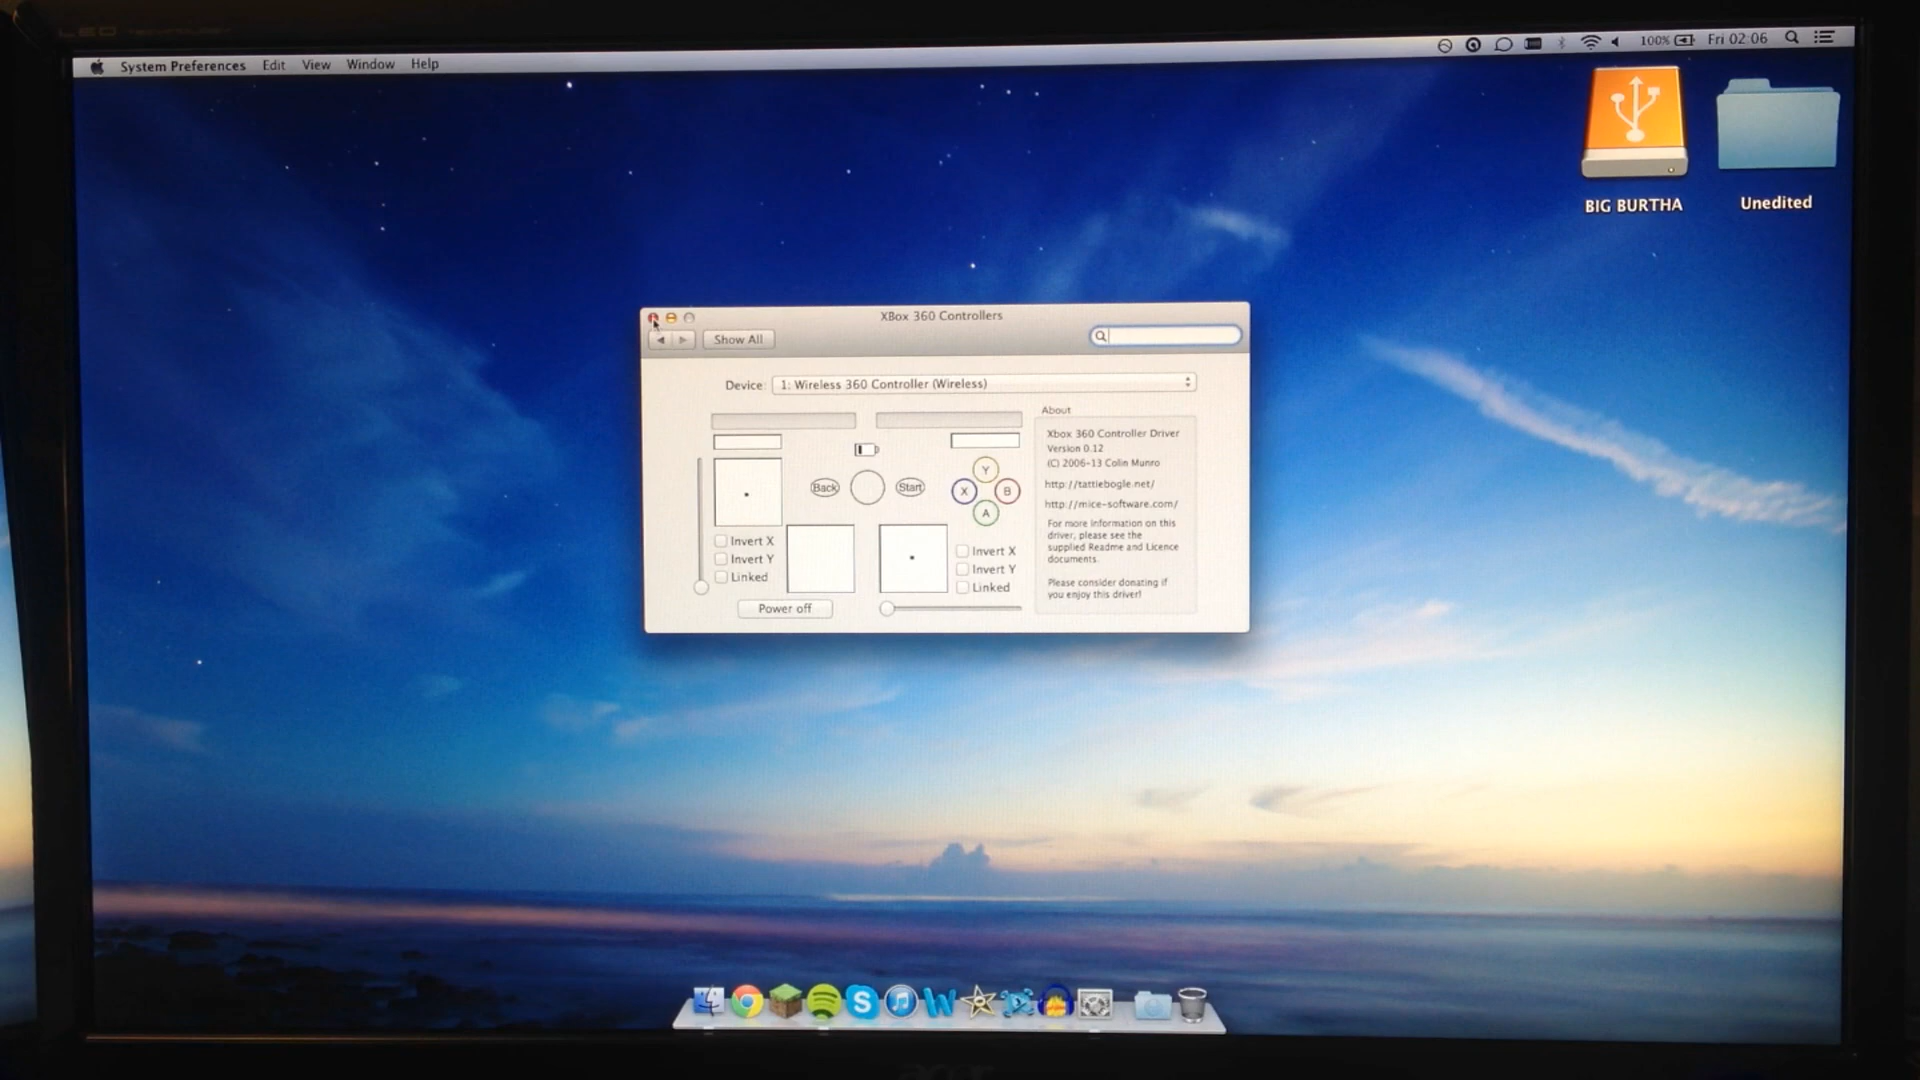 System Preferences Edit View Window Help
100% Fri 02:06
BIG BURTHA
Unedited
XBox 360 Controllers
Show All
Device: 1: Wireless 360 Controller (Wireless)
Back
Start
Y
X
B
A
Invert X
Invert Y
Linked
Invert X
Invert Y
Linked
Power off
About
Xbox 360 Controller Driver
Version 0.12
(C) 2006-13 Colin Munro
http://tattiebogle.net/
http://mice-software.com/
For more information on this
driver, please see the
supplied Readme and Licence
documents.
Please consider donating if
you enjoy this driver!
acer